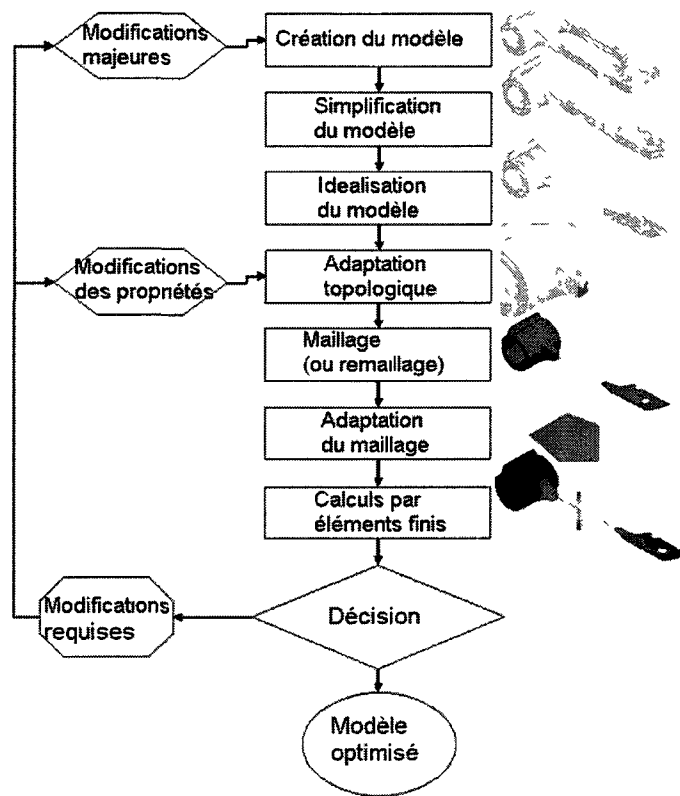 Modifications
majeures
Création du modèle
Simplification
du modèle
Idealisation
du modèle
Modifications
des propriétés
Adaptation
topologique
Maillage
(ou remaillage)
Adaptation
du maillage
Calculs par
éléments finis
Modifications
requises
Décision
Modèle
optimisé